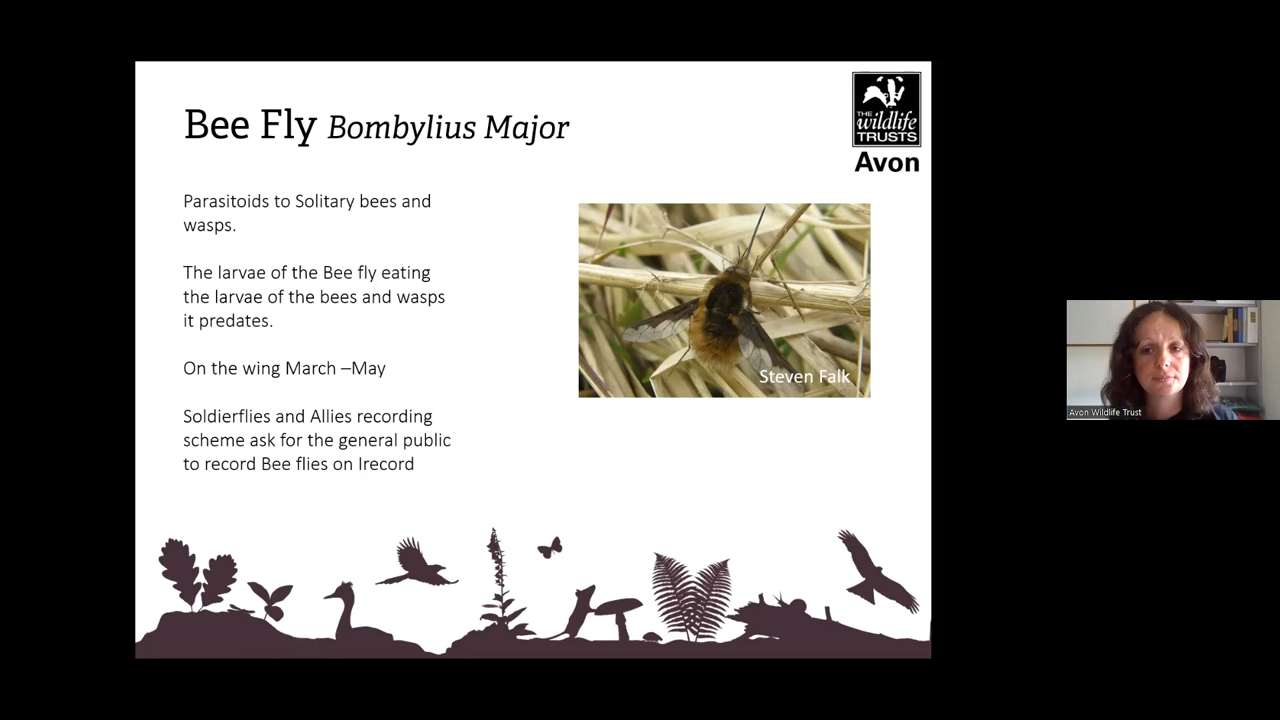 Bee Fly Bombylius Major
THE
wildlife
TRUSTS
Avon
Parasitoids to Solitary bees and
wasps.
The larvae of the Bee fly eating
the larvae of the bees and wasps
it predates.
On the wing March –May
Soldierflies and Allies recording
scheme ask for the general public
to record Bee flies on Irecord
Steven Falk
Avon Wildlife Trust